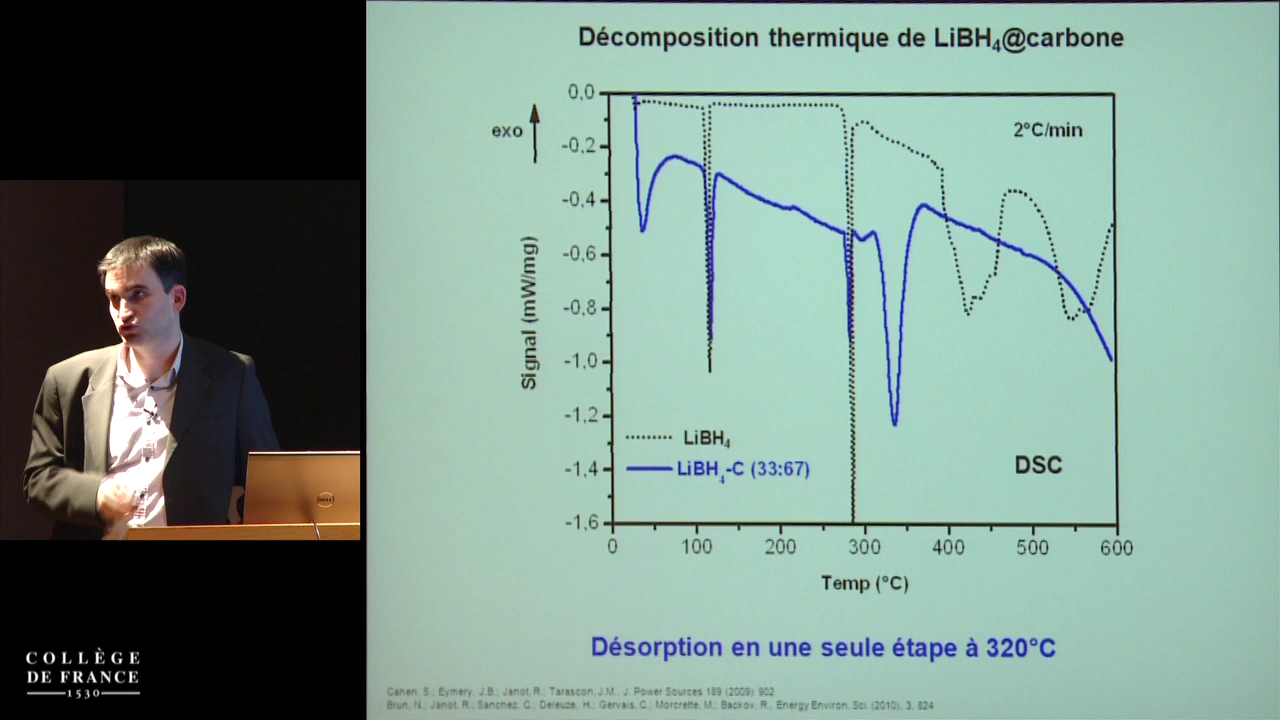 Décomposition thermique de LiBH4@carbone
0,0
-0,2
-0,4
-0,6
-0,8
-1,0
-1,2
-1,4
-1,6
exo
2°C/min
Signal (mW/mg)
LiBH4
LiBH4-C (33:67)
DSC
0
100
200
300
400
500
600
Temp (°C)
Désorption en une seule étape à 320°C
Cahen, S.; Eymery, J.B.; Janot, R.; Tarascon, J.M., J. Power Sources 189 (2009) 902
Brun, N.; Janot, R.; Sanchez, C.; Deleuze, H.; Gervais, C.; Morcrette, M.; Backov, R., Energy Environ. Sci. (2010), 3, 824
DELL
COLLÈGE
DE FRANCE
1530